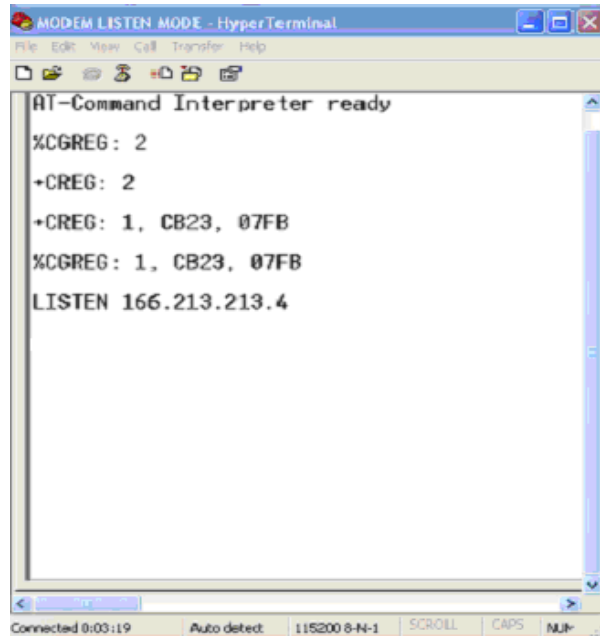 MODEM LISTEN MODE - HyperTerminal
File Edit View Call Transfer Help
AT-Command Interpreter ready
%CGREG: 2
+CREG: 2
+CREG: 1, CB23, 07FB
%CGREG: 1, CB23, 07FB
LISTEN 166.213.213.4
Connected 0:03:19 Auto detect 115200 8-N-1 SCROLL CAPS NUM